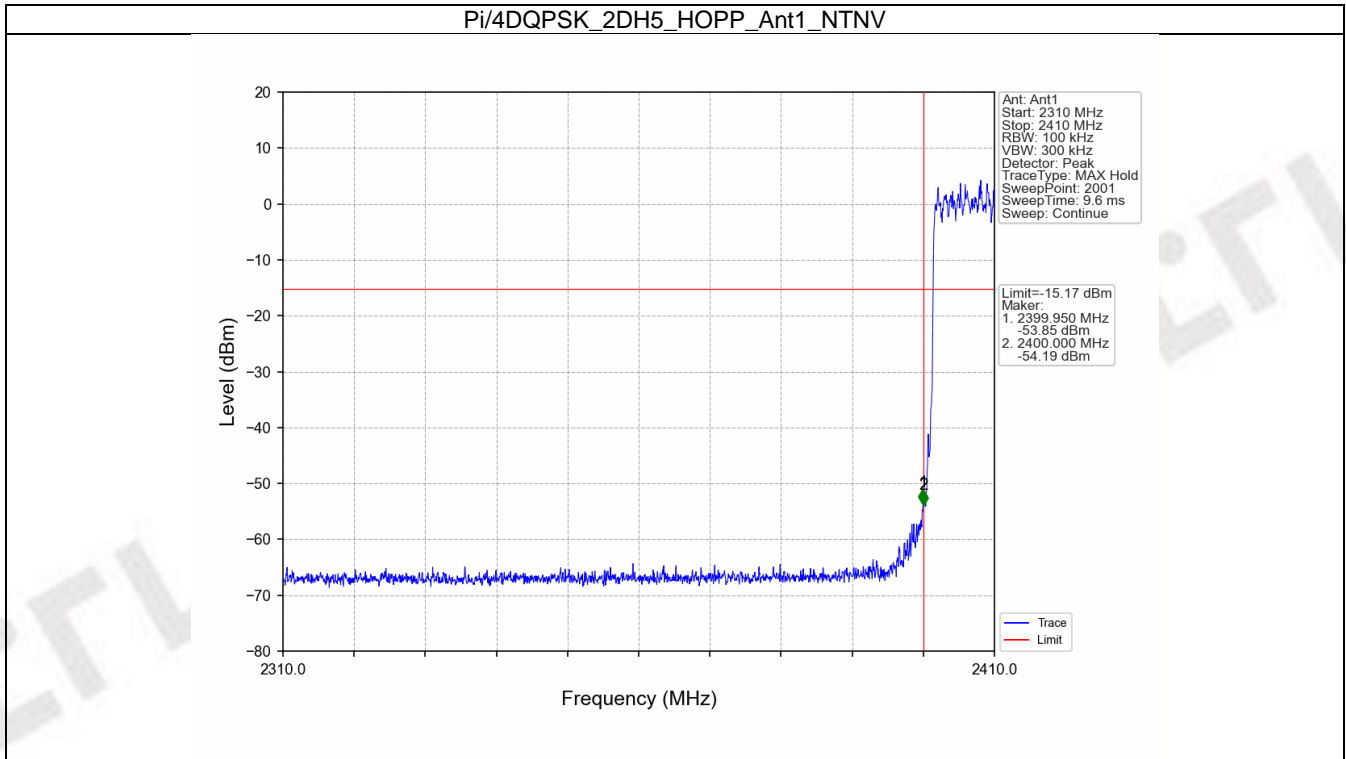 Pi/4DQPSK_2DH5_HOPP_Ant1_NTNV
20
10
0
−10
−20
−30
−40
−50
−60
−70
−80
Level (dBm)
2310.0
2410.0
Frequency (MHz)
2
Ant: Ant1
Start: 2310 MHz
Stop: 2410 MHz
RBW: 100 kHz
VBW: 300 kHz
Detector: Peak
TraceType: MAX Hold
SweepPoint: 2001
SweepTime: 9.6 ms
Sweep: Continue
Limit=-15.17 dBm
Maker:
1. 2399.950 MHz
-53.85 dBm
2. 2400.000 MHz
-54.19 dBm
Trace
Limit